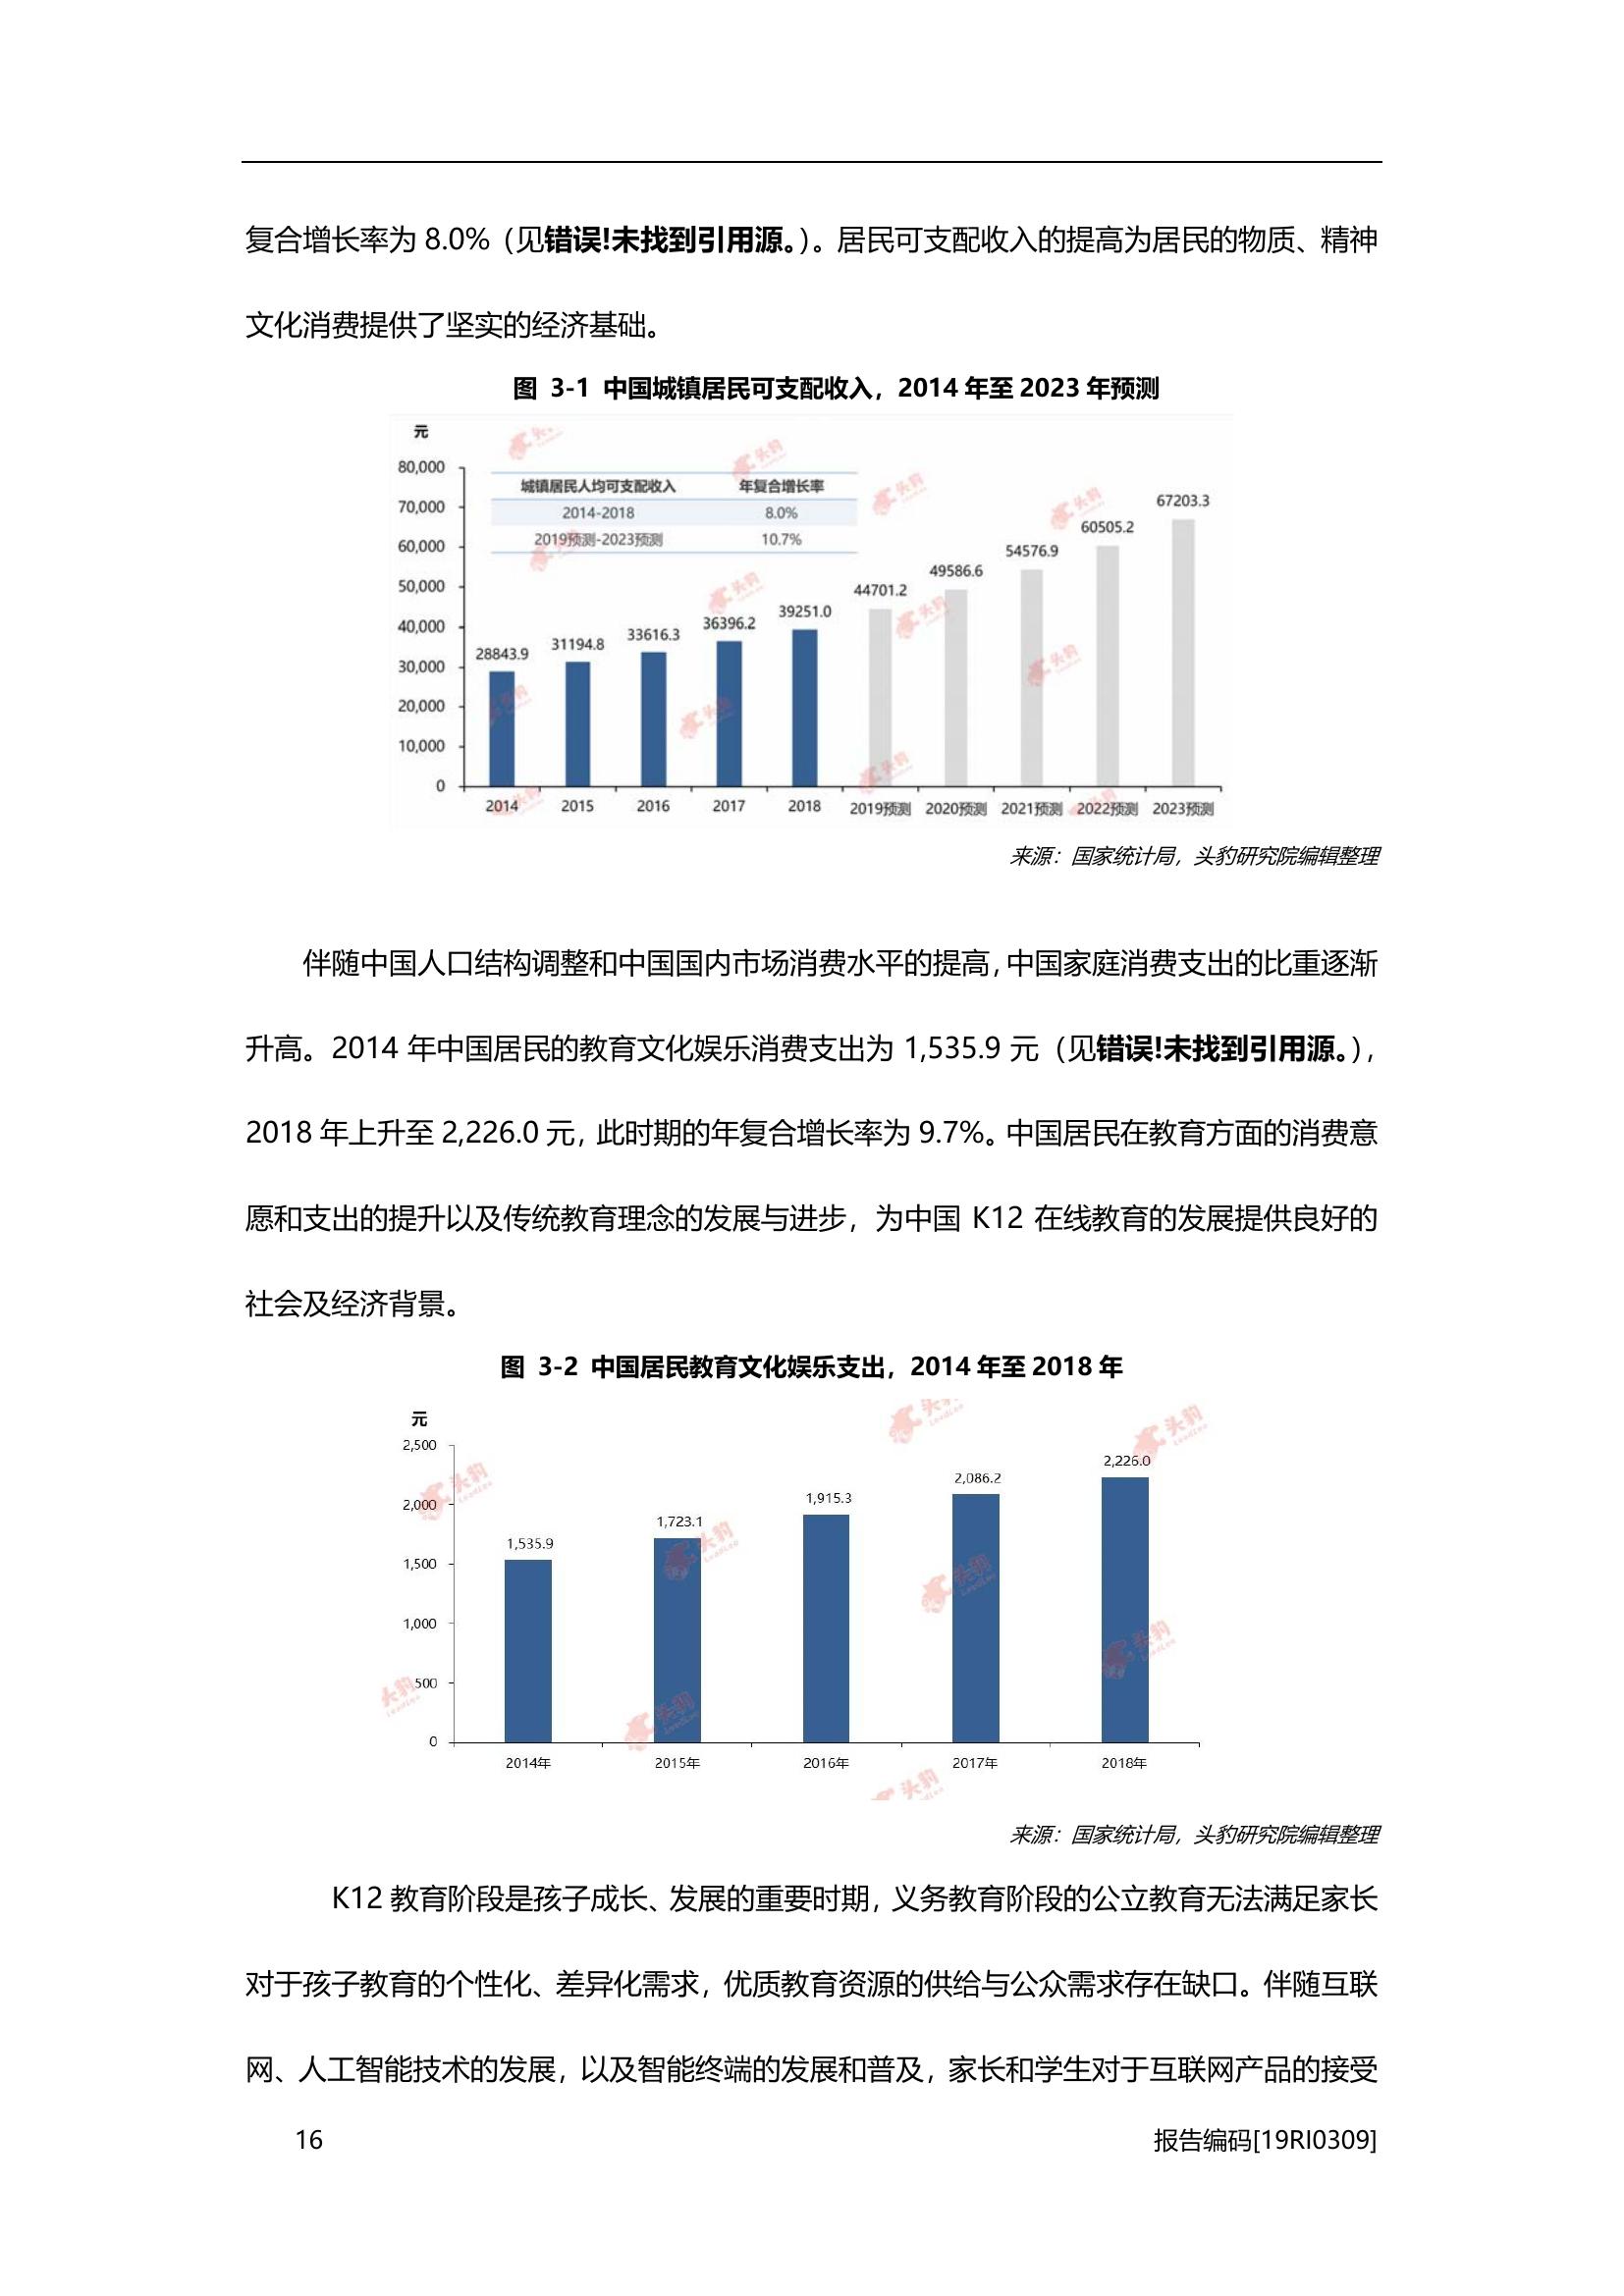 复合增长率为 8.0%（见错误!未找到引用源。）。居民可支配收入的提高为居民的物质、精神
文化消费提供了坚实的经济基础。
图 3-1 中国城镇居民可支配收入，2014 年至 2023 年预测
元
80,000
70,000
60,000
50,000
40,000
30,000
20,000
10,000
0
城镇居民人均可支配收入 年复合增长率
2014-2018 8.0%
2019预测-2023预测 10.7%
28843.9
31194.8
33616.3
36396.2
39251.0
44701.2
49586.6
54576.9
60505.2
67203.3
2014 2015 2016 2017 2018 2019预测 2020预测 2021预测 2022预测 2023预测
来源：国家统计局，头豹研究院编辑整理
伴随中国人口结构调整和中国国内市场消费水平的提高，中国家庭消费支出的比重逐渐
升高。2014 年中国居民的教育文化娱乐消费支出为 1,535.9 元（见错误!未找到引用源。），
2018 年上升至 2,226.0 元，此时期的年复合增长率为 9.7%。中国居民在教育方面的消费意
愿和支出的提升以及传统教育理念的发展与进步，为中国 K12 在线教育的发展提供良好的
社会及经济背景。
图 3-2 中国居民教育文化娱乐支出，2014 年至 2018 年
元
2,500
2,000
1,500
1,000
500
0
1,535.9
1,723.1
1,915.3
2,086.2
2,226.0
2014年 2015年 2016年 2017年 2018年
来源：国家统计局，头豹研究院编辑整理
K12 教育阶段是孩子成长、发展的重要时期，义务教育阶段的公立教育无法满足家长
对于孩子教育的个性化、差异化需求，优质教育资源的供给与公众需求存在缺口。伴随互联
网、人工智能技术的发展，以及智能终端的发展和普及，家长和学生对于互联网产品的接受
16 报告编码[19RI0309]